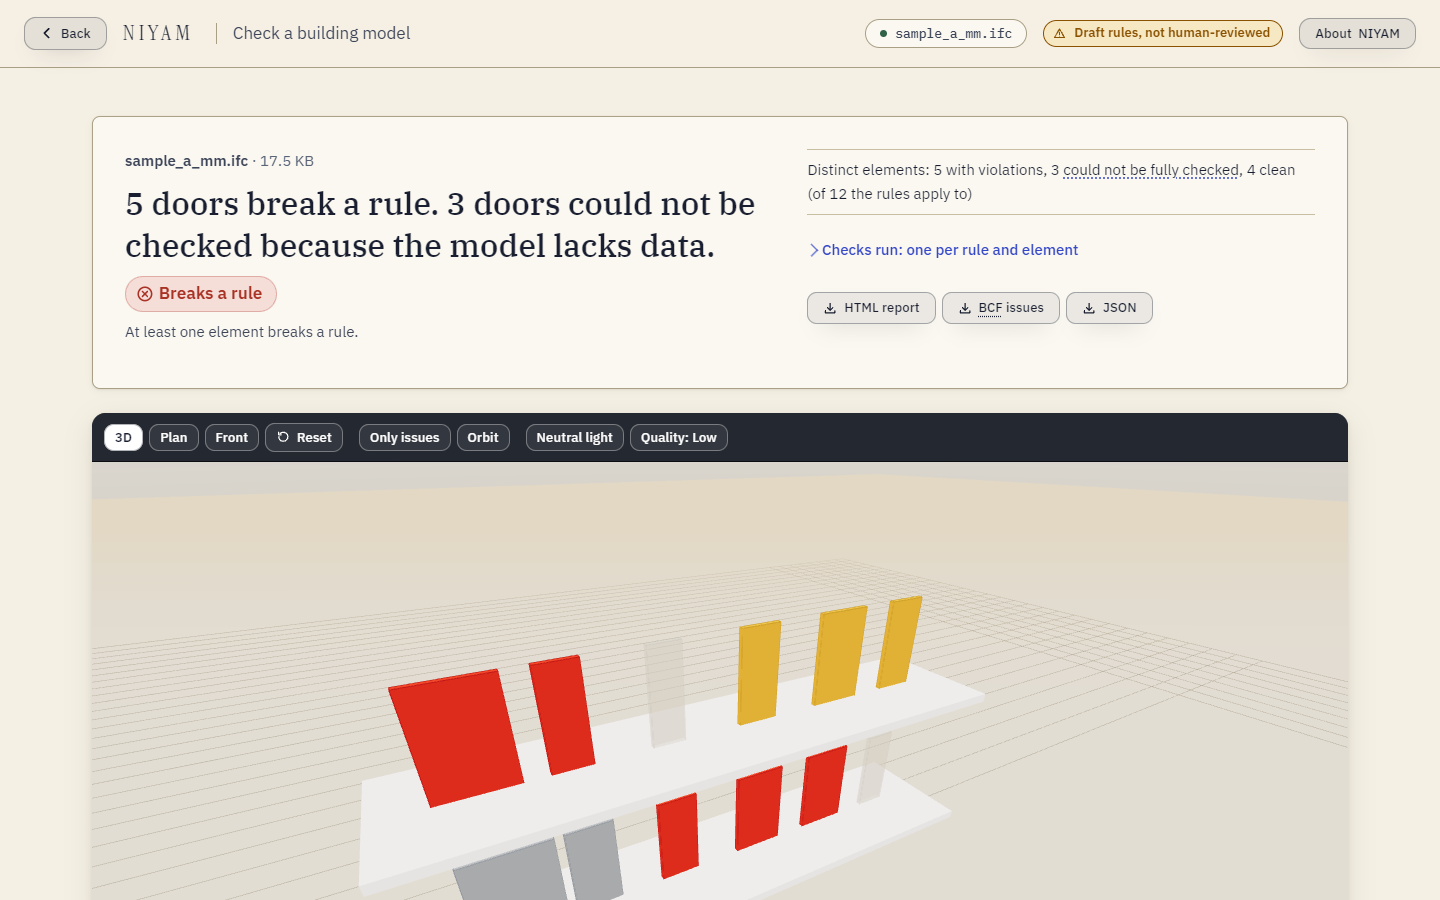 Back
NIYAM
Check a building model
sample_a_mm.ifc
Draft rules, not human-reviewed
About NIYAM
sample_a_mm.ifc · 17.5 KB
5 doors break a rule. 3 doors could not be
checked because the model lacks data.
Breaks a rule
At least one element breaks a rule.
Distinct elements: 5 with violations, 3 could not be fully checked, 4 clean
(of 12 the rules apply to)
Checks run: one per rule and element
HTML report
BCF issues
JSON
3D
Plan
Front
Reset
Only issues
Orbit
Neutral light
Quality: Low